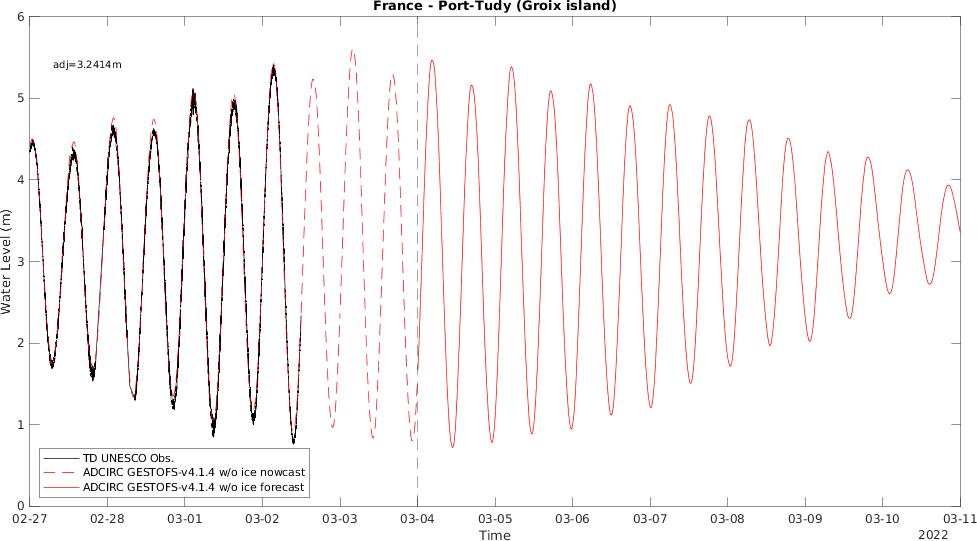 France - Port-Tudy (Groix island)
adj=3.2414m
Water Level (m)
6
5
4
3
2
1
0
TD UNESCO Obs.
ADCIRC GESTOFS-v4.1.4 w/o ice nowcast
ADCIRC GESTOFS-v4.1.4 w/o ice forecast
02-27 02-28 03-01 03-02 03-03 03-04 03-05 03-06 03-07 03-08 03-09 03-10 03-11
Time
2022